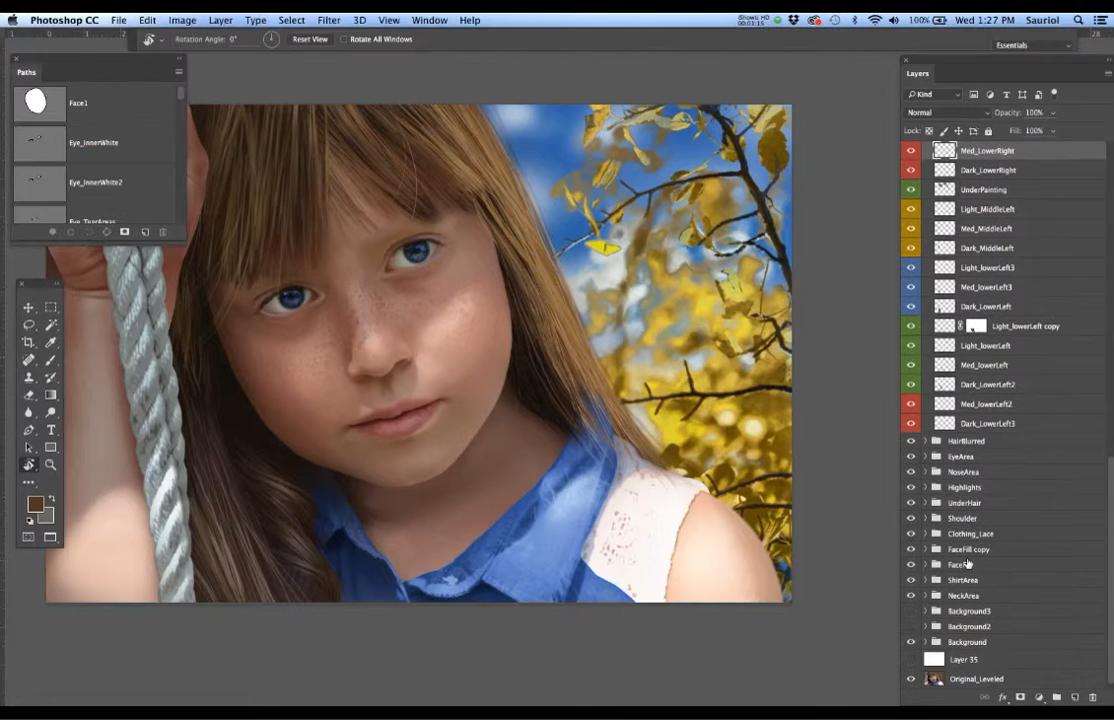 Photoshop CC File Edit Image Layer Type Select Filter 3D View Window Help
100% Wed 1:27 PM Sauriol
Rotation Angle: 0° Reset View Rotate All Windows
Essentials
Paths
Face1
Eye_InnerWhite
Eye_InnerWhite2
Eye_TearAreas
Layers
Kind
Normal Opacity: 100%
Lock: Fill: 100%
Med_LowerRight
Dark_LowerRight
UnderPainting
Light_MiddleLeft
Med_MiddleLeft
Dark_MiddleLeft
Light_lowerLeft3
Med_lowerLeft3
Dark_LowerLeft
Light_lowerLeft copy
Light_lowerLeft
Med_lowerLeft
Dark_LowerLeft2
Med_lowerLeft2
Dark_LowerLeft3
HairBlurred
EyeArea
NoseArea
Highlights
UnderHair
Shoulder
Clothing_Lace
FaceFill copy
ShirtArea
NeckArea
Background3
Background2
Background
Layer 35
Original_Leveled